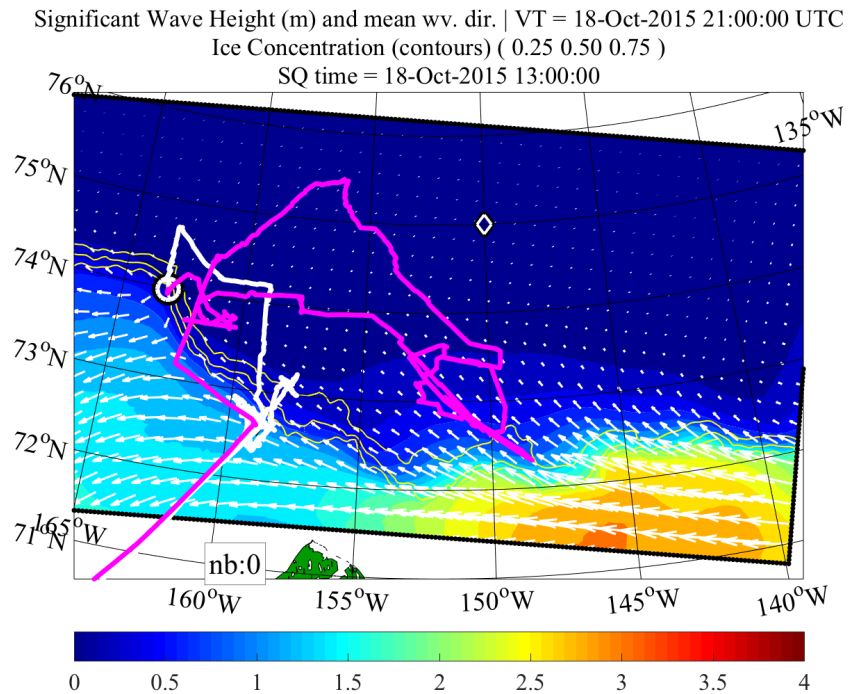 Significant Wave Height (m) and mean wv. dir. | VT = 18-Oct-2015 21:00:00 UTC
Ice Concentration (contours) ( 0.25 0.50 0.75 )
SQ time = 18-Oct-2015 13:00:00
76°N
135°W
75°N
74°N
73°N
72°N
71°N
165°W
nb:0
160°W
155°W
150°W
145°W
140°W
0 0.5 1 1.5 2 2.5 3 3.5 4